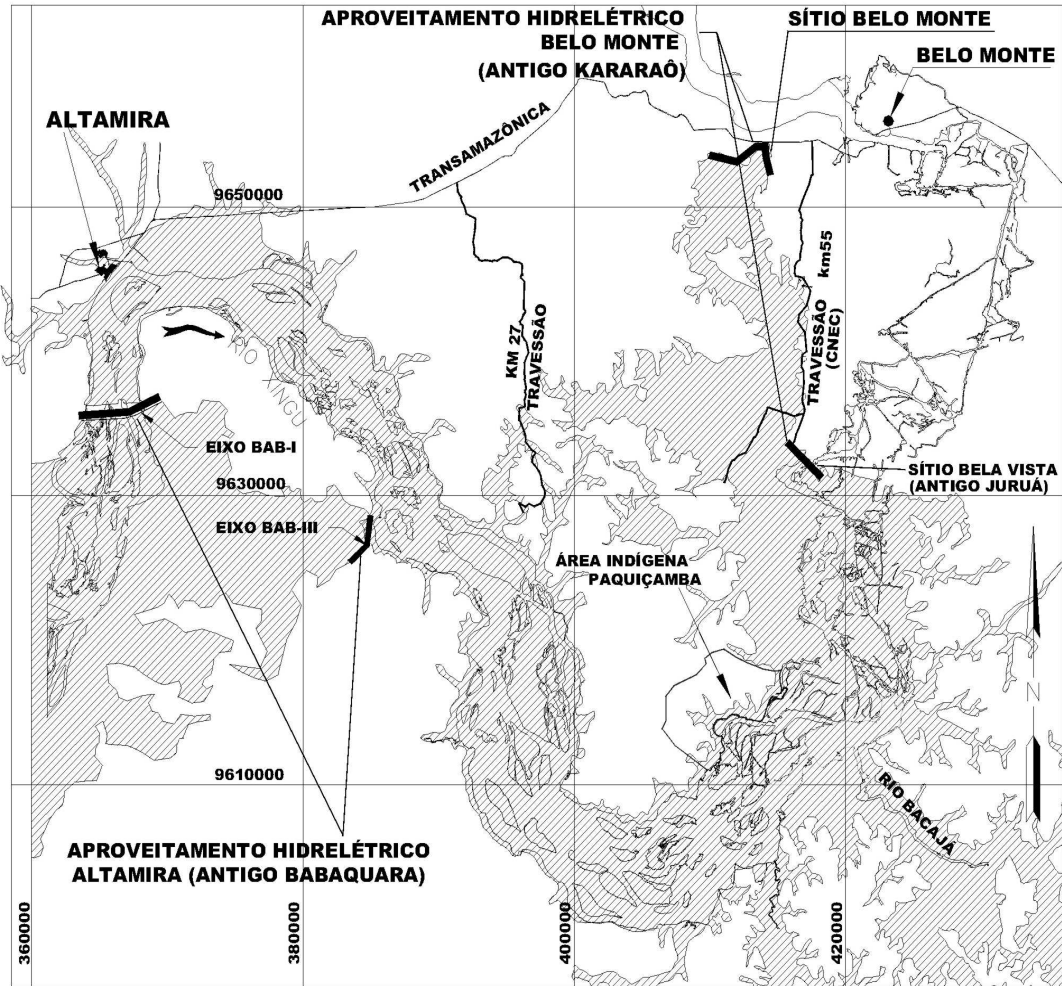 APROVEITAMENTO HIDRELÉTRICO
BELO MONTE
(ANTIGO KARARAÔ)
SÍTIO BELO MONTE
BELO MONTE
ALTAMIRA
TRANSAMAZÔNICA
9650000
km55
TRAVESSÃO
(CNEC)
KM 27
TRAVESSÃO
EIXO BAB-I
9630000
SÍTIO BELA VISTA
(ANTIGO JURUÁ)
EIXO BAB-III
ÁREA INDÍGENA
PAQUIÇAMBA
N
9610000
RIO BACAJÁ
APROVEITAMENTO HIDRELÉTRICO
ALTAMIRA (ANTIGO BABAQUARA)
360000
380000
400000
420000